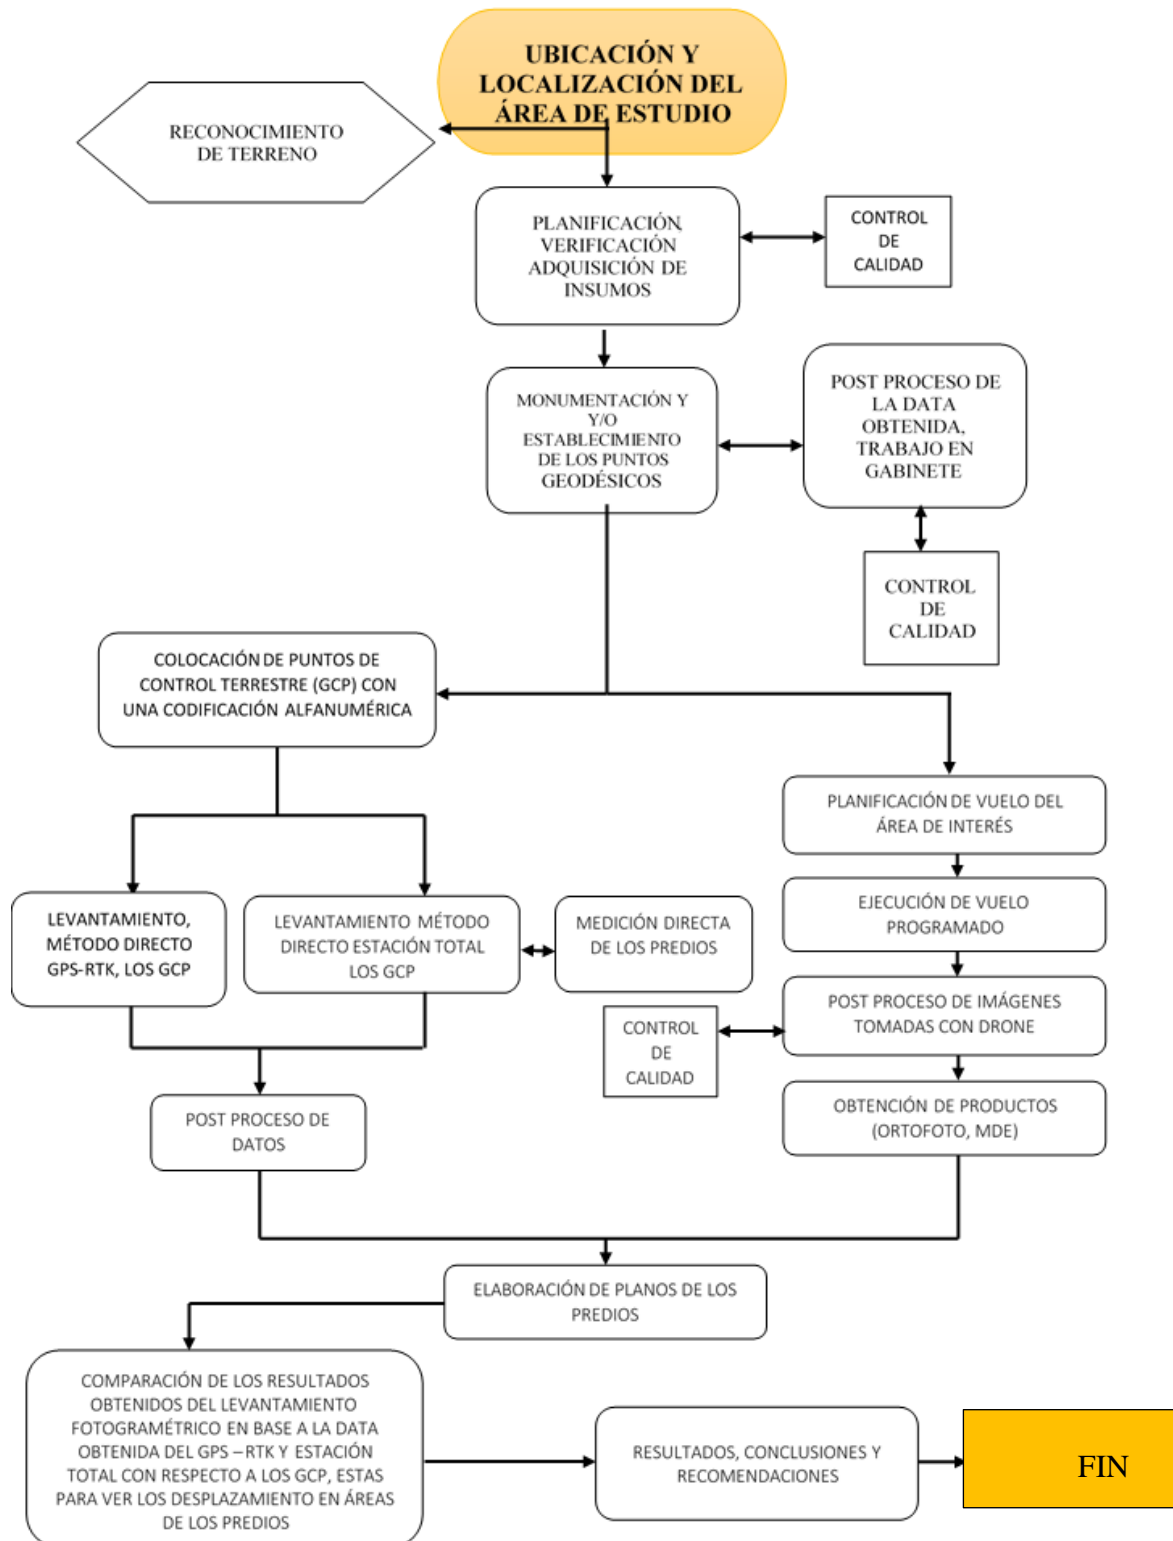 UBICACIÓN Y
LOCALIZACIÓN DEL
ÁREA DE ESTUDIO
RECONOCIMIENTO
DE TERRENO
PLANIFICACIÓN,
VERIFICACIÓN
ADQUISICIÓN DE
INSUMOS
CONTROL
DE
CALIDAD
MONUMENTACIÓN Y
Y/O
ESTABLECIMIENTO
DE LOS PUNTOS
GEODÉSICOS
POST PROCESO DE
LA DATA
OBTENIDA,
TRABAJO EN
GABINETE
CONTROL
DE
CALIDAD
COLOCACIÓN DE PUNTOS DE
CONTROL TERRESTRE (GCP) CON
UNA CODIFICACIÓN ALFANUMÉRICA
PLANIFICACIÓN DE VUELO DEL
ÁREA DE INTERÉS
LEVANTAMIENTO,
MÉTODO DIRECTO
GPS-RTK, LOS GCP
LEVANTAMIENTO MÉTODO
DIRECTO ESTACIÓN TOTAL
LOS GCP
MEDICIÓN DIRECTA
DE LOS PREDIOS
EJECUCIÓN DE VUELO
PROGRAMADO
CONTROL
DE
CALIDAD
POST PROCESO DE IMÁGENES
TOMADAS CON DRONE
POST PROCESO DE
DATOS
OBTENCIÓN DE PRODUCTOS
(ORTOFOTO, MDE)
ELABORACIÓN DE PLANOS DE LOS
PREDIOS
COMPARACIÓN DE LOS RESULTADOS
OBTENIDOS DEL LEVANTAMIENTO
FOTOGRAMÉTRICO EN BASE A LA DATA
OBTENIDA DEL GPS – RTK Y ESTACIÓN
TOTAL CON RESPECTO A LOS GCP, ESTAS
PARA VER LOS DESPLAZAMIENTO EN ÁREAS
DE LOS PREDIOS
RESULTADOS, CONCLUSIONES Y
RECOMENDACIONES
FIN